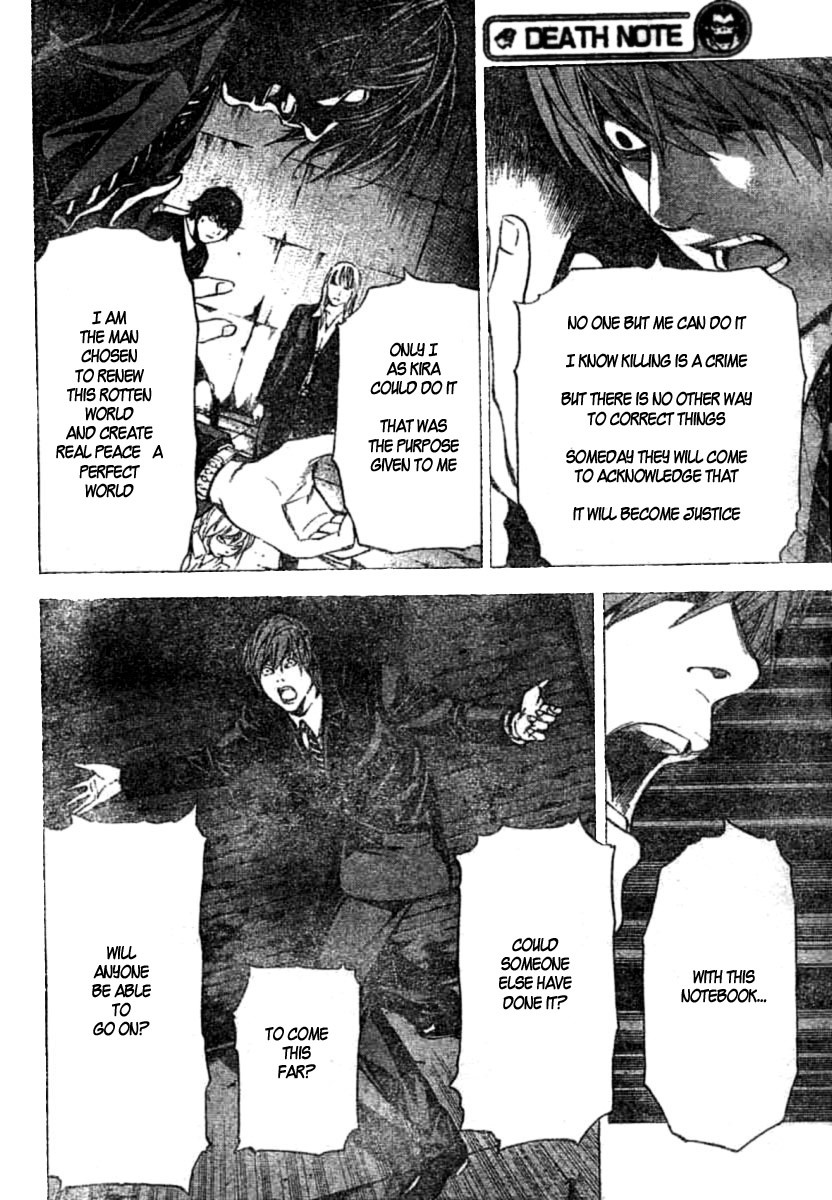 DEATH NOTE
NO ONE BUT ME CAN DO IT
I KNOW KILLING IS A CRIME
BUT THERE IS NO OTHER WAY
TO CORRECT THINGS
SOMEDAY THEY WILL COME
TO ACKNOWLEDGE THAT
IT WILL BECOME JUSTICE
ONLY I
AS KIRA
COULD DO IT
THAT WAS
THE PURPOSE
GIVEN TO ME
I AM
THE MAN
CHOSEN
TO RENEW
THIS ROTTEN
WORLD
AND CREATE
REAL PEACE A
PERFECT
WORLD
WITH THIS
NOTEBOOK...
COULD
SOMEONE
ELSE HAVE
DONE IT?
TO COME
THIS
FAR?
WILL
ANYONE
BE ABLE
TO
GO ON?